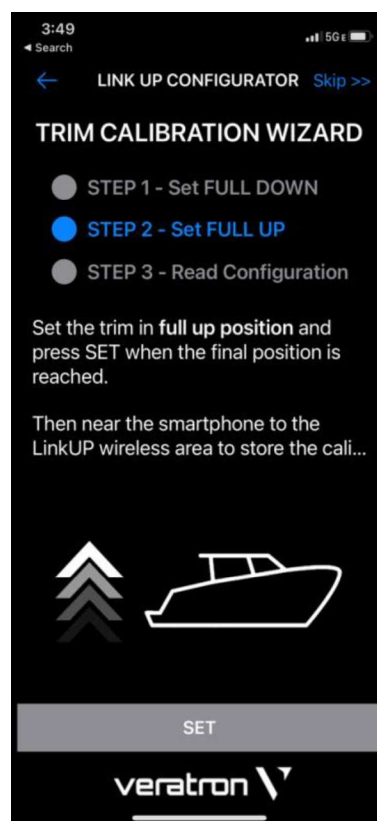 3:49
5G E
◄ Search
← LINK UP CONFIGURATOR Skip >>
TRIM CALIBRATION WIZARD
STEP 1 - Set FULL DOWN
STEP 2 - Set FULL UP
STEP 3 - Read Configuration
Set the trim in full up position and
press SET when the final position is
reached.
Then near the smartphone to the
LinkUP wireless area to store the cali...
SET
veratron